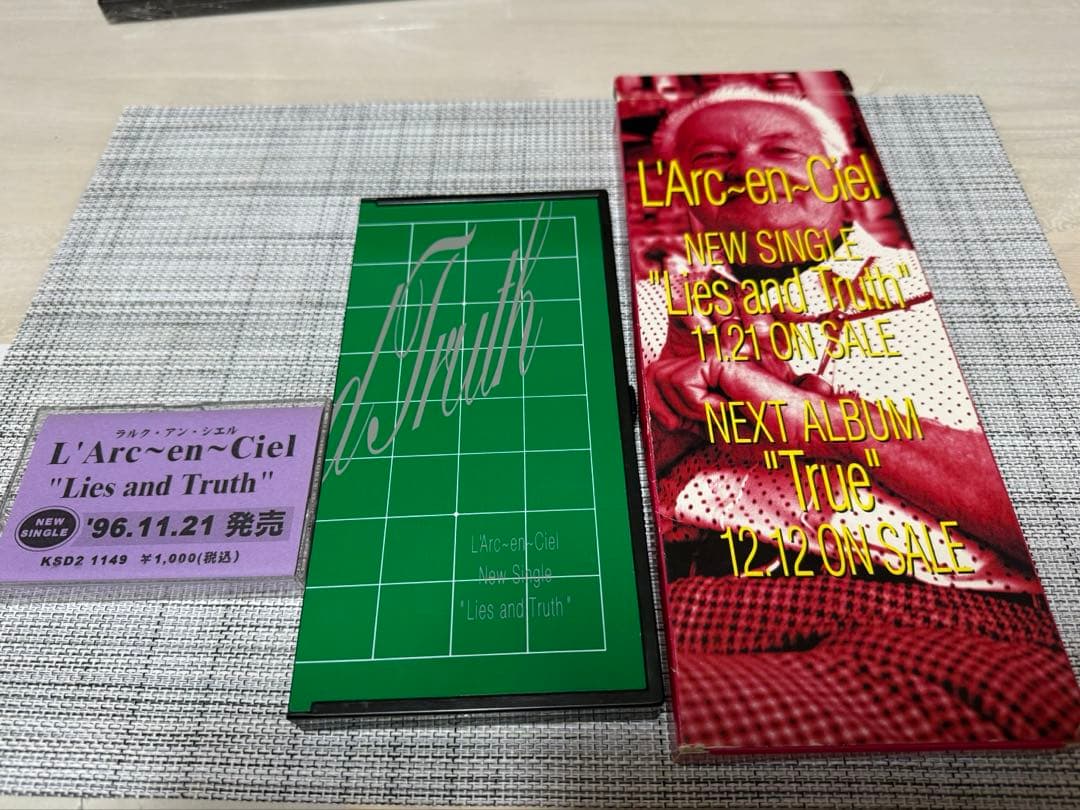 ラルク・アン・シエル
L'Arc~en~Ciel
"Lies and Truth"
NEW SINGLE
'96.11.21 発売
KSD2 1149 ¥1,000(税込)
d Truth
L'Arc~en~Ciel
New Single
"Lies and Truth"
L'Arc~en~Ciel
NEW SINGLE
"Lies and Truth"
11.21 ON SALE
NEXT ALBUM
"True"
12.12 ON SALE